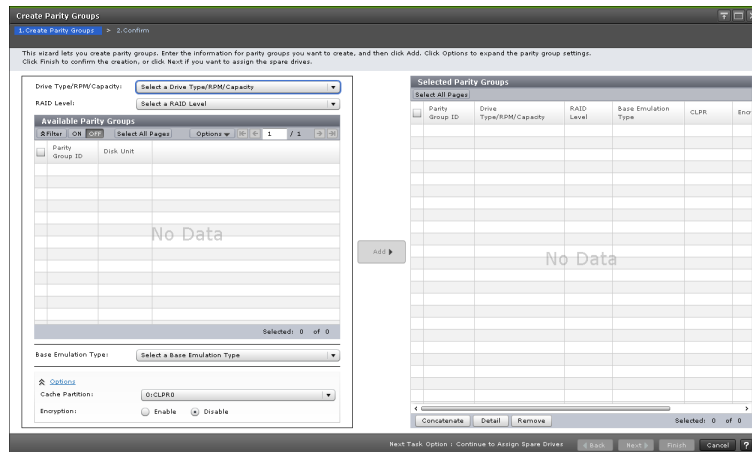 Create Parity Groups
1.Create Parity Groups > 2.Confirm
This wizard lets you create parity groups. Enter the information for parity groups you want to create, and then click Add. Click Options to expand the parity group settings.
Click Finish to confirm the creation, or click Next if you want to assign the spare drives.
Drive Type/RPM/Capacity: Select a Drive Type/RPM/Capacity
RAID Level: Select a RAID Level
Available Parity Groups
Filter ON OFF Select All Pages Options 1 / 1
Parity Group ID Disk Unit
No Data
Selected: 0 of 0
Base Emulation Type: Select a Base Emulation Type
Options
Cache Partition: 0:CLPR0
Encryption: Enable Disable
Add
Selected Parity Groups
Select All Pages
Parity Group ID Drive Type/RPM/Capacity RAID Level Base Emulation Type CLPR Encr
No Data
Concatenate Detail Remove Selected: 0 of 0
Next Task Option : Continue to Assign Spare Drives Back Next Finish Cancel ?